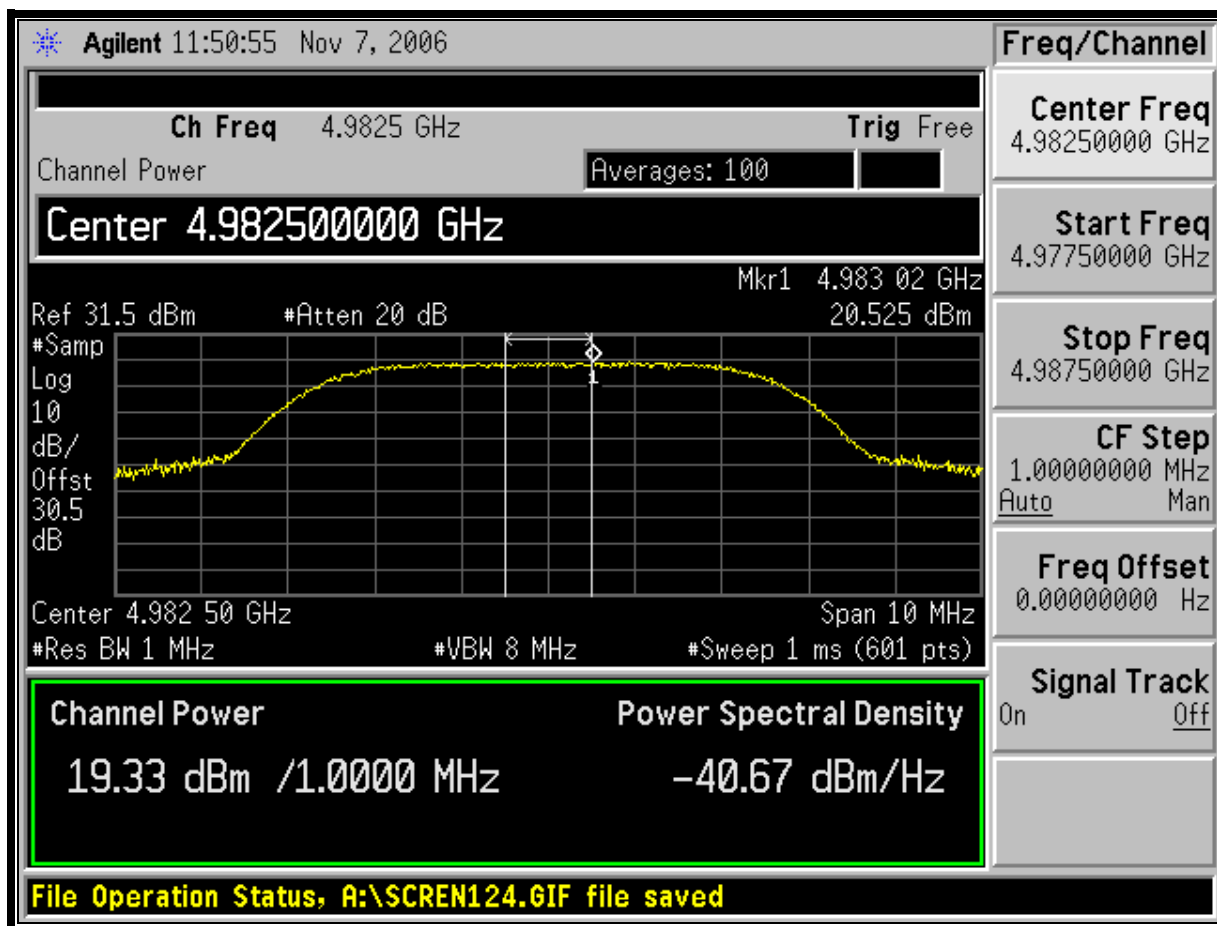 Agilent 11:50:55 Nov 7, 2006
Freq/Channel
Ch Freq 4.9825 GHz Trig Free
Channel Power Averages: 100
Center 4.982500000 GHz
Mkr1 4.983 02 GHz
Ref 31.5 dBm #Atten 20 dB 20.525 dBm
#Samp
Log
10
dB/
Offst
30.5
dB
1
Center 4.982 50 GHz Span 10 MHz
#Res BW 1 MHz #VBW 8 MHz #Sweep 1 ms (601 pts)
Channel Power Power Spectral Density
19.33 dBm /1.0000 MHz -40.67 dBm/Hz
File Operation Status, A:\SCREN124.GIF file saved
Center Freq
4.98250000 GHz
Start Freq
4.97750000 GHz
Stop Freq
4.98750000 GHz
CF Step
1.00000000 MHz
Auto Man
Freq Offset
0.00000000 Hz
Signal Track
On Off